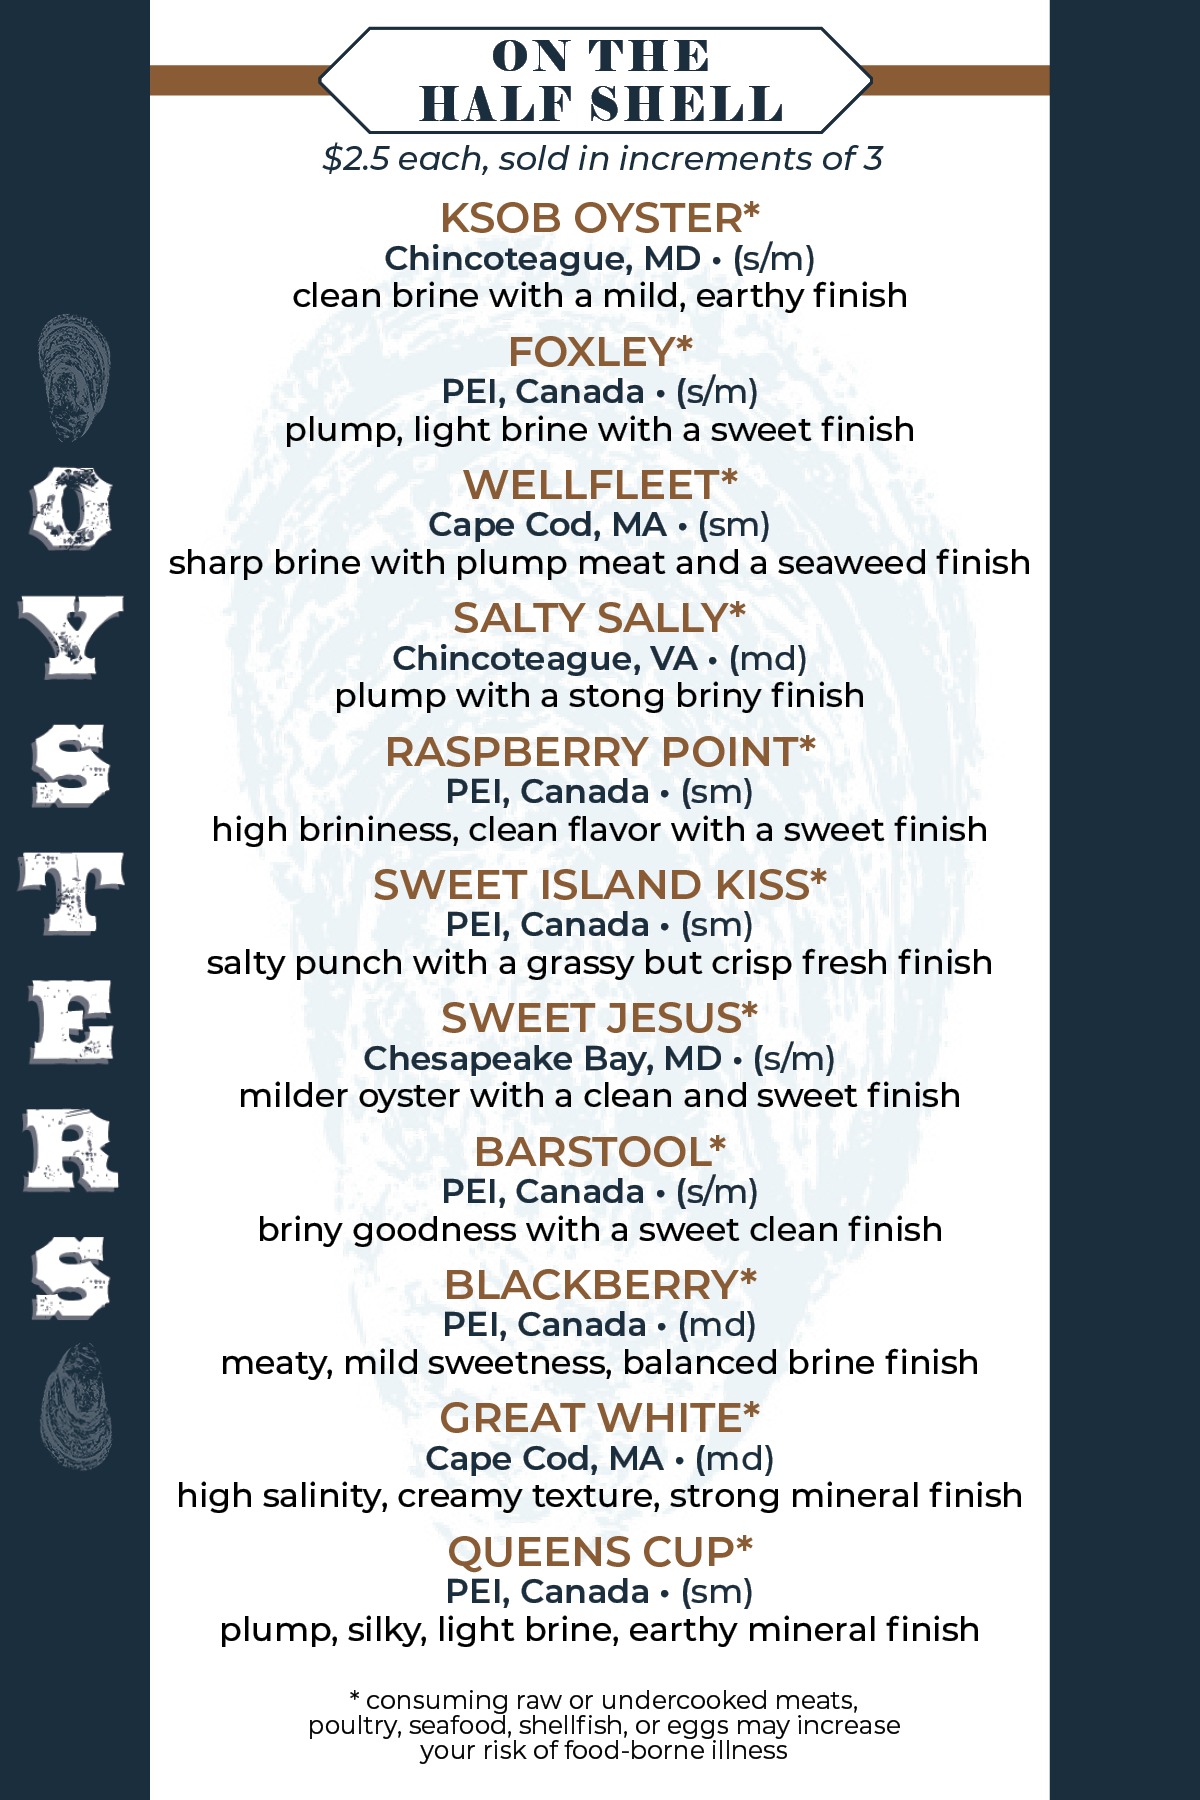 ON THE
HALF SHELL
$2.5 each, sold in increments of 3
KSOB OYSTER*
Chincoteague, MD • (s/m)
clean brine with a mild, earthy finish
FOXLEY*
PEI, Canada • (s/m)
plump, light brine with a sweet finish
WELLFLEET*
Cape Cod, MA • (sm)
sharp brine with plump meat and a seaweed finish
SALTY SALLY*
Chincoteague, VA • (md)
plump with a stong briny finish
RASPBERRY POINT*
PEI, Canada • (sm)
high brininess, clean flavor with a sweet finish
SWEET ISLAND KISS*
PEI, Canada • (sm)
salty punch with a grassy but crisp fresh finish
SWEET JESUS*
Chesapeake Bay, MD • (s/m)
milder oyster with a clean and sweet finish
BARSTOOL*
PEI, Canada • (s/m)
briny goodness with a sweet clean finish
BLACKBERRY*
PEI, Canada • (md)
meaty, mild sweetness, balanced brine finish
GREAT WHITE*
Cape Cod, MA • (md)
high salinity, creamy texture, strong mineral finish
QUEENS CUP*
PEI, Canada • (sm)
plump, silky, light brine, earthy mineral finish
* consuming raw or undercooked meats,
poultry, seafood, shellfish, or eggs may increase
your risk of food-borne illness
OYSTERS